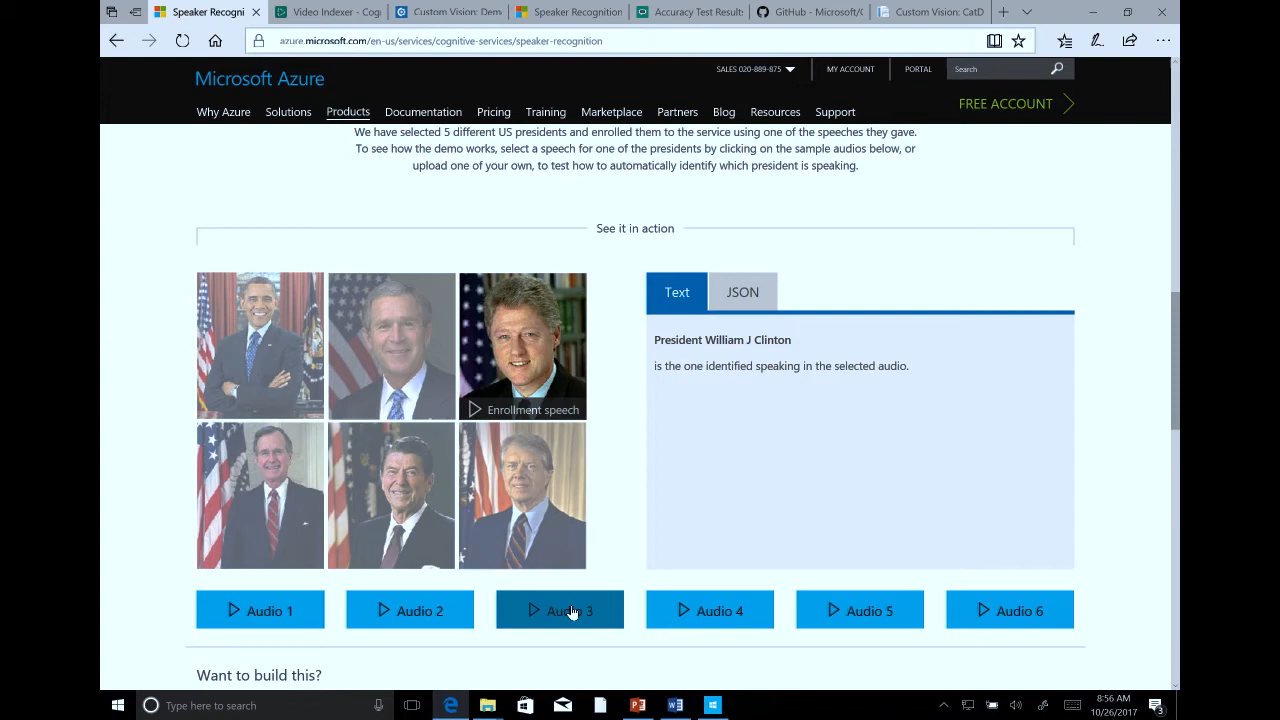 Speaker Recogni
Video Indexer - Cog
Custom Vision: Dem
Speaker Recognition
Accuracy Test Result
GitHub - Microsoft/C
Custom Vision: CatD
azure.microsoft.com/en-us/services/cognitive-services/speaker-recognition
Microsoft Azure
SALES 020-889-875
MY ACCOUNT
PORTAL
Search
Why Azure
Solutions
Products
Documentation
Pricing
Training
Marketplace
Partners
Blog
Resources
Support
FREE ACCOUNT
We have selected 5 different US presidents and enrolled them to the service using one of the speeches they gave.
To see how the demo works, select a speech for one of the presidents by clicking on the sample audios below, or
upload one of your own, to test how to automatically identify which president is speaking.
See it in action
Text
JSON
President William J Clinton
is the one identified speaking in the selected audio.
Enrollment speech
Audio 1
Audio 2
Audio 3
Audio 4
Audio 5
Audio 6
Want to build this?
Type here to search
8:56 AM
10/26/2017
3